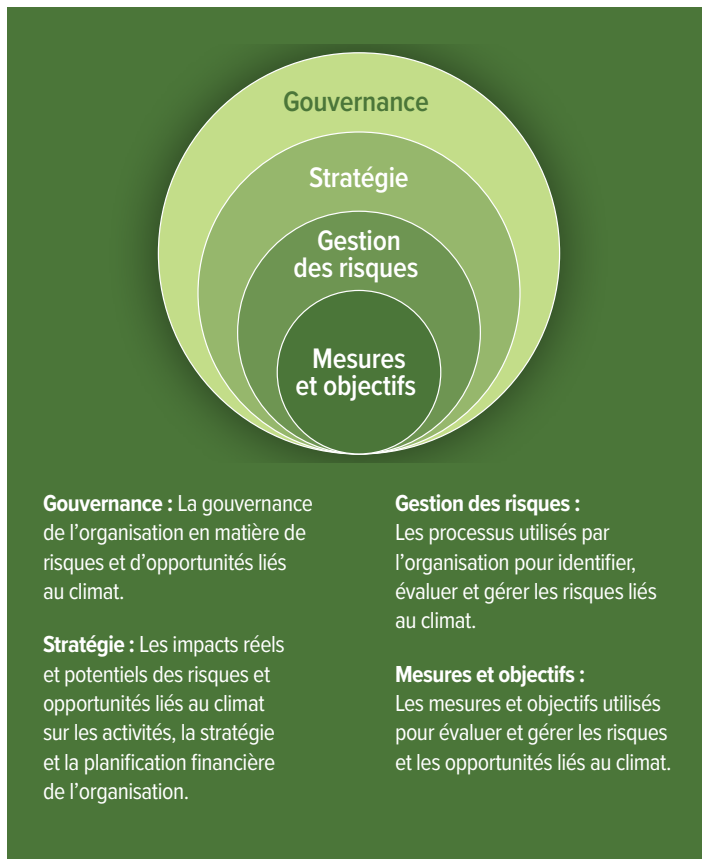 Gouvernance
Stratégie
Gestion
des risques
Mesures
et objectifs
Gouvernance : La gouvernance
de l’organisation en matière de
risques et d’opportunités liés
au climat.
Stratégie : Les impacts réels
et potentiels des risques et
opportunités liés au climat
sur les activités, la stratégie
et la planification financière
de l’organisation.
Gestion des risques :
Les processus utilisés par
l’organisation pour identifier,
évaluer et gérer les risques liés
au climat.
Mesures et objectifs :
Les mesures et objectifs utilisés
pour évaluer et gérer les risques
et les opportunités liés au climat.